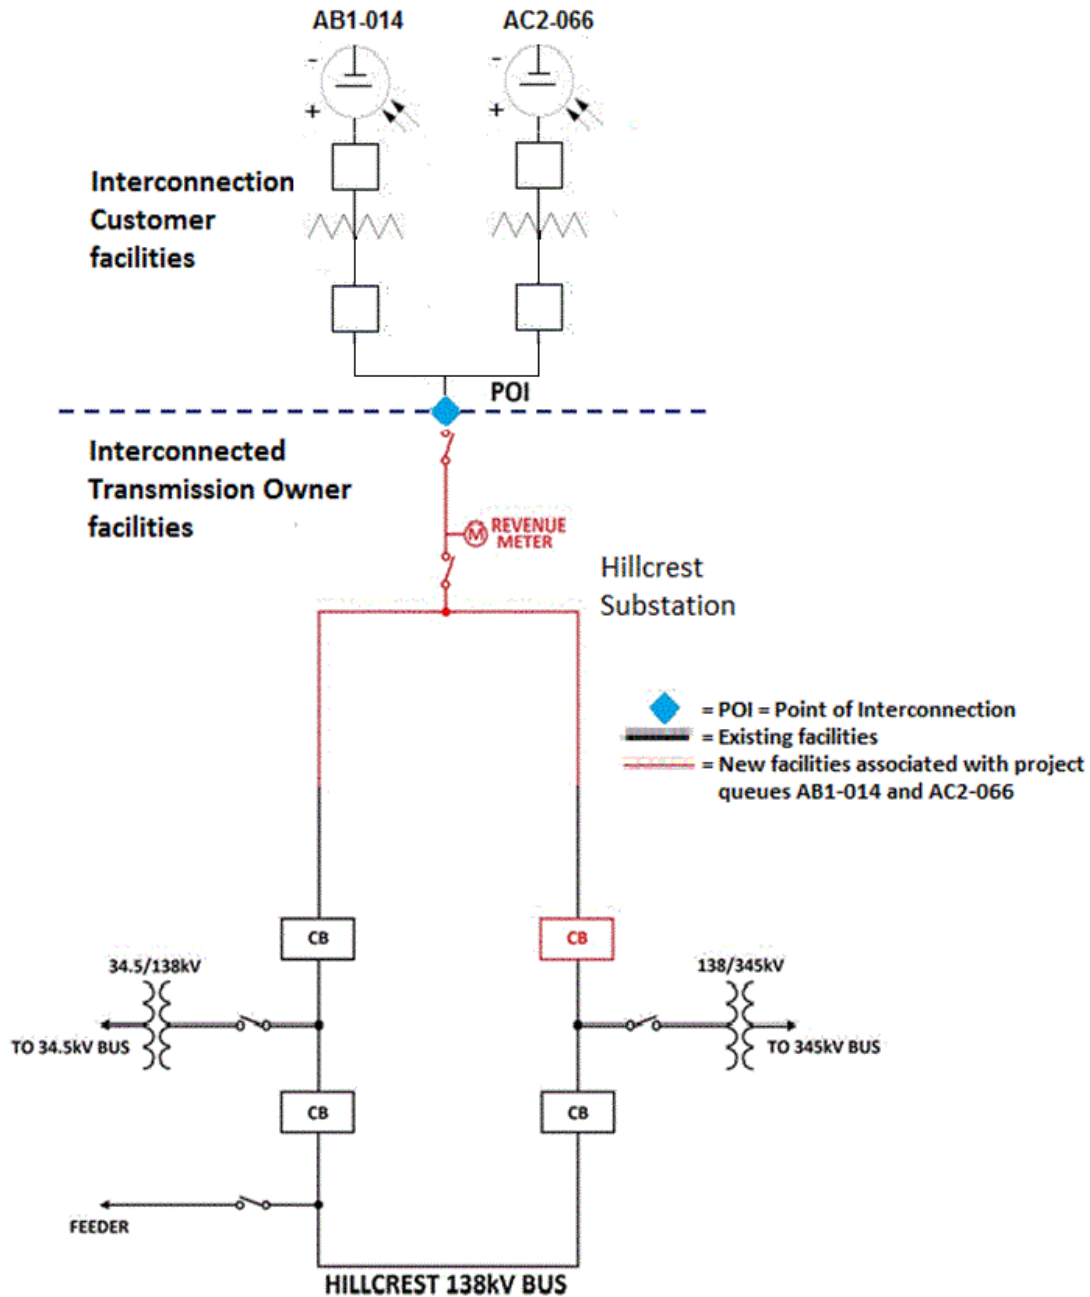 AB1-014
AC2-066
-
+
-
+
Interconnection
Customer
facilities
POI
Interconnected
Transmission Owner
facilities
M
REVENUE
METER
Hillcrest
Substation
= POI = Point of Interconnection
= Existing facilities
= New facilities associated with project
queues AB1-014 and AC2-066
CB
CB
34.5/138kV
138/345kV
TO 34.5kV BUS
TO 345kV BUS
CB
CB
FEEDER
HILLCREST 138kV BUS